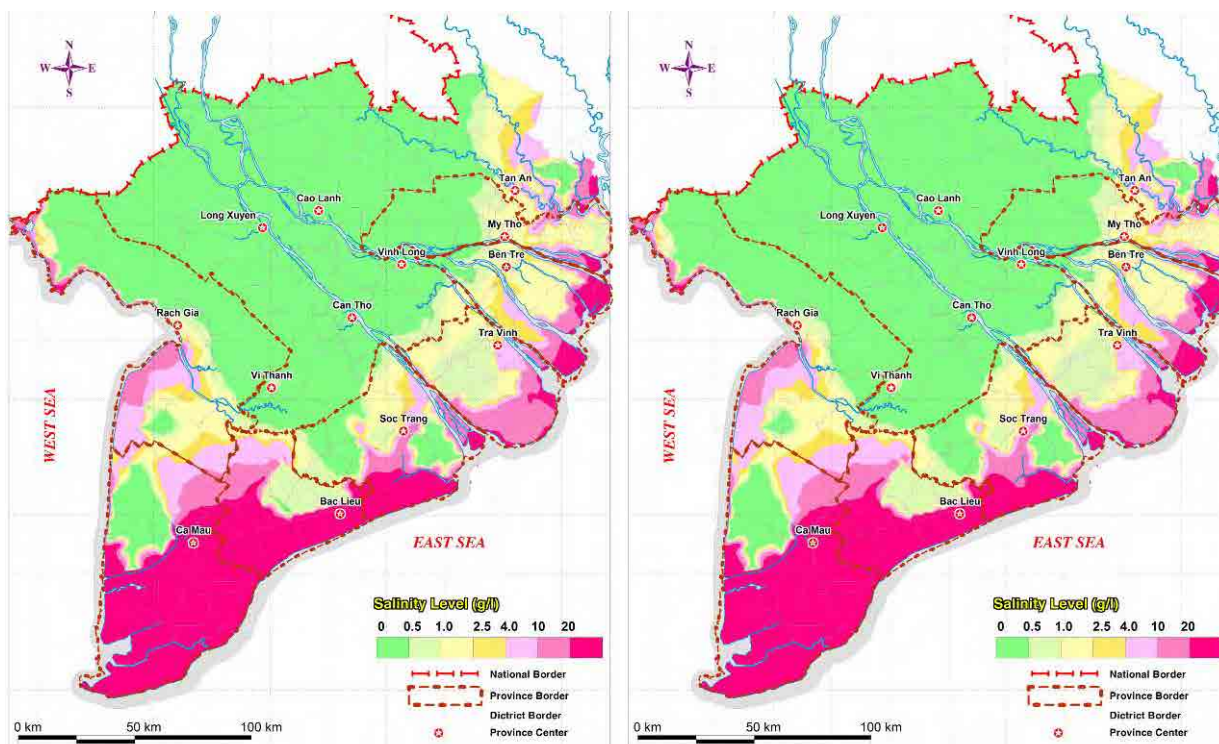 N
W E
S
Tan An
Cao Lanh
Long Xuyen
My Tho
Vinh Long
Ben Tre
Rach Gia
Can Tho
Tra Vinh
Vi Thanh
WEST SEA
Soc Trang
Bac Lieu
Ca Mau
EAST SEA
Salinity Level (g/l)
0 0.5 1.0 2.5 4.0 10 20
National Border
Province Border
District Border
Province Center
0 km 50 km 100 km
N
W E
S
Tan An
Cao Lanh
Long Xuyen
My Tho
Vinh Long
Ben Tre
Rach Gia
Can Tho
Tra Vinh
Vi Thanh
WEST SEA
Soc Trang
Bac Lieu
Ca Mau
EAST SEA
Salinity Level (g/l)
0 0.5 1.0 2.5 4.0 10 20
National Border
Province Border
District Border
Province Center
0 km 50 km 100 km